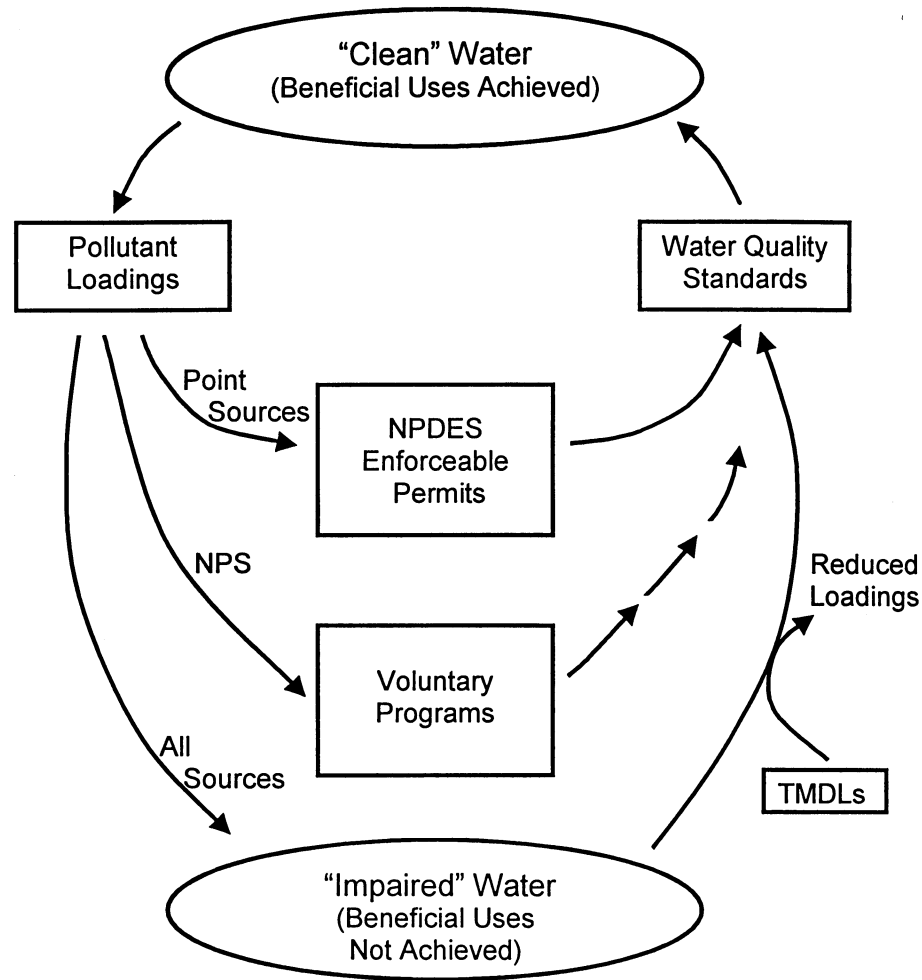 “Clean” Water
(Beneficial Uses Achieved)
Pollutant
Loadings
Water Quality
Standards
Point
Sources
NPDES
Enforceable
Permits
NPS
Reduced
Loadings
Voluntary
Programs
All
Sources
TMDLs
“Impaired” Water
(Beneficial Uses
Not Achieved)